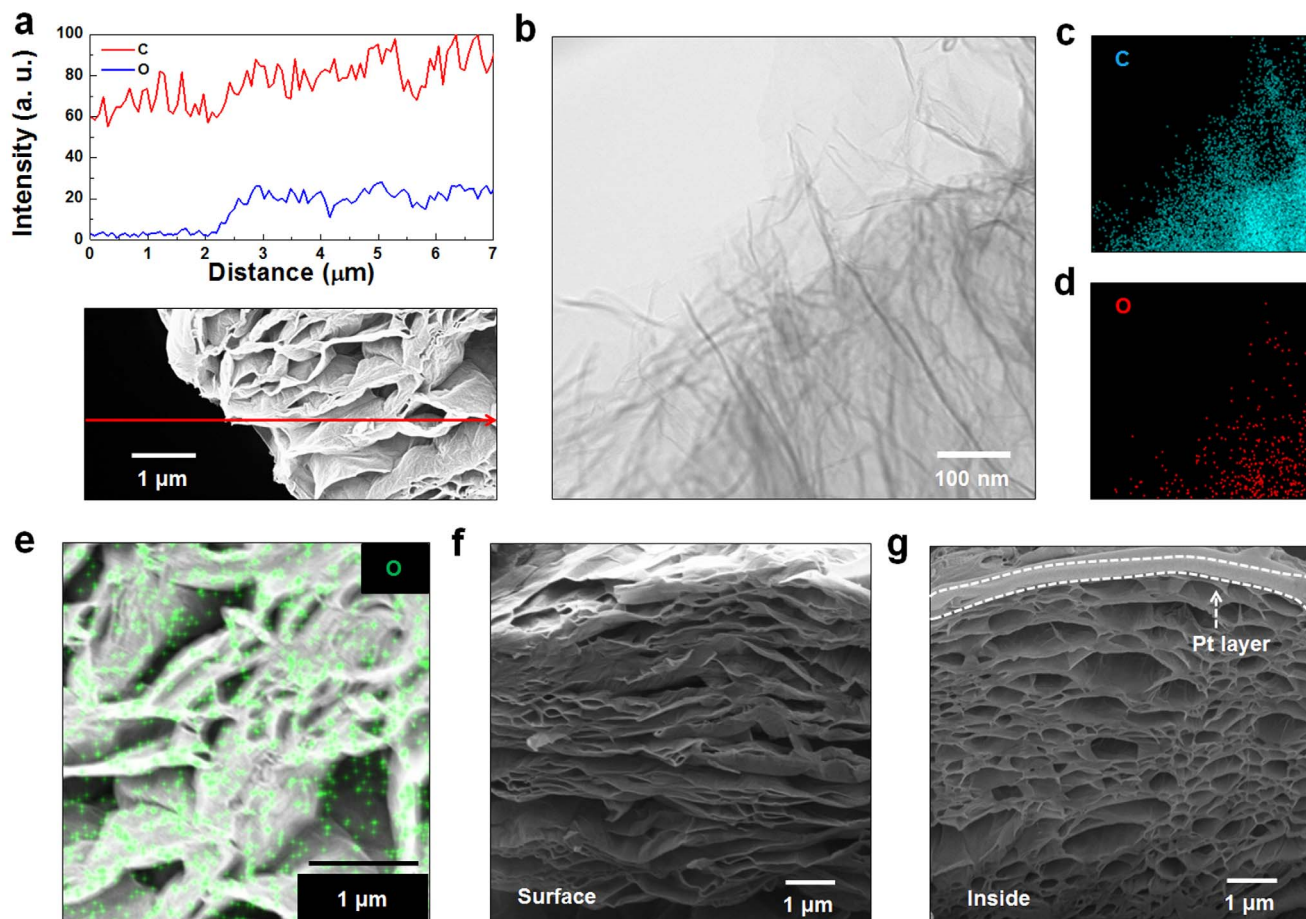 a
100
80
60
40
20
0
C
O
Intensity (a. u.)
0 1 2 3 4 5 6 7
Distance (μm)
1 μm
b
100 nm
c
C
d
O
e
O
1 μm
f
Surface
1 μm
g
Pt layer
Inside
1 μm